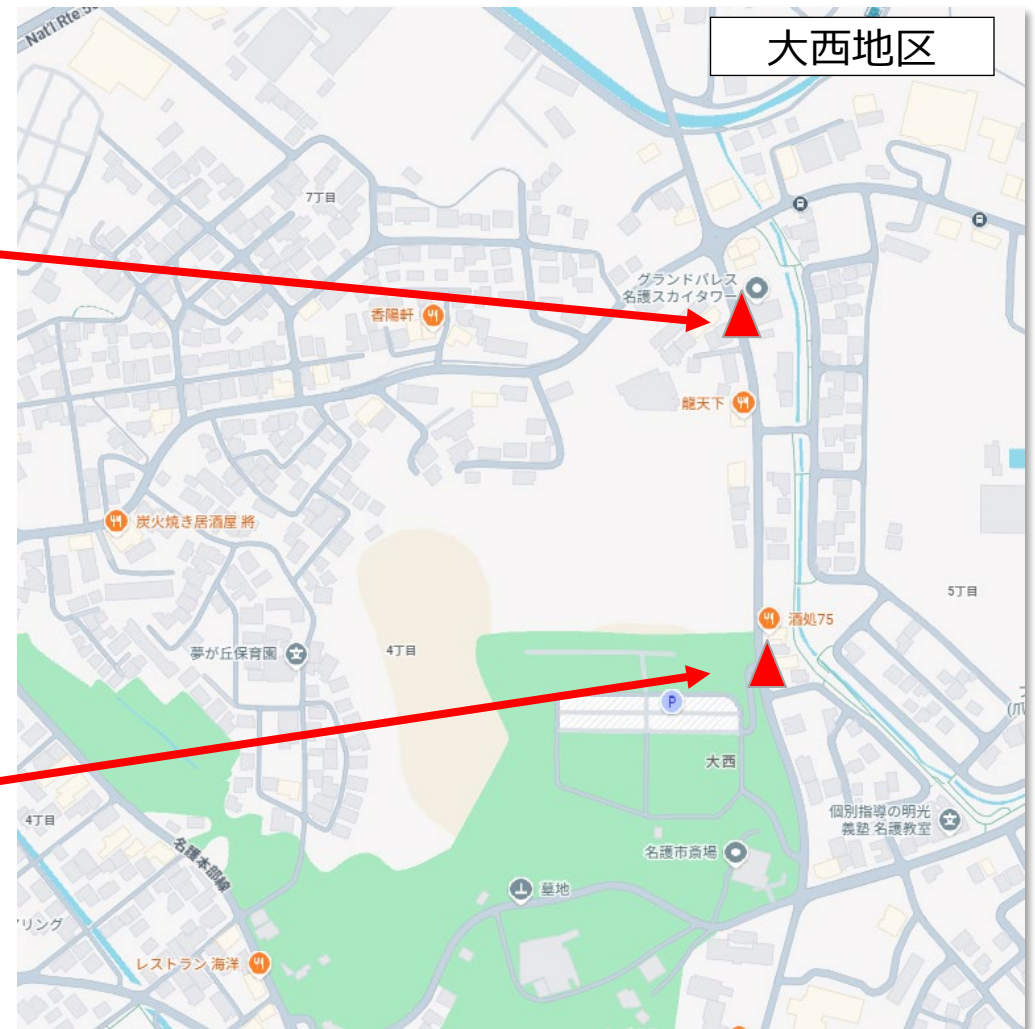 大西地区
Nat'l Rte 58
7丁目
グランドパレス
名護スカイタワー
香陽軒
龍天下
炭火焼き居酒屋 將
5丁目
酒処75
夢が丘保育園
4丁目
P
大西
4丁目
個別指導の明光
義塾 名護教室
名護本部線
名護市斎場
墓地
レストラン 海洋